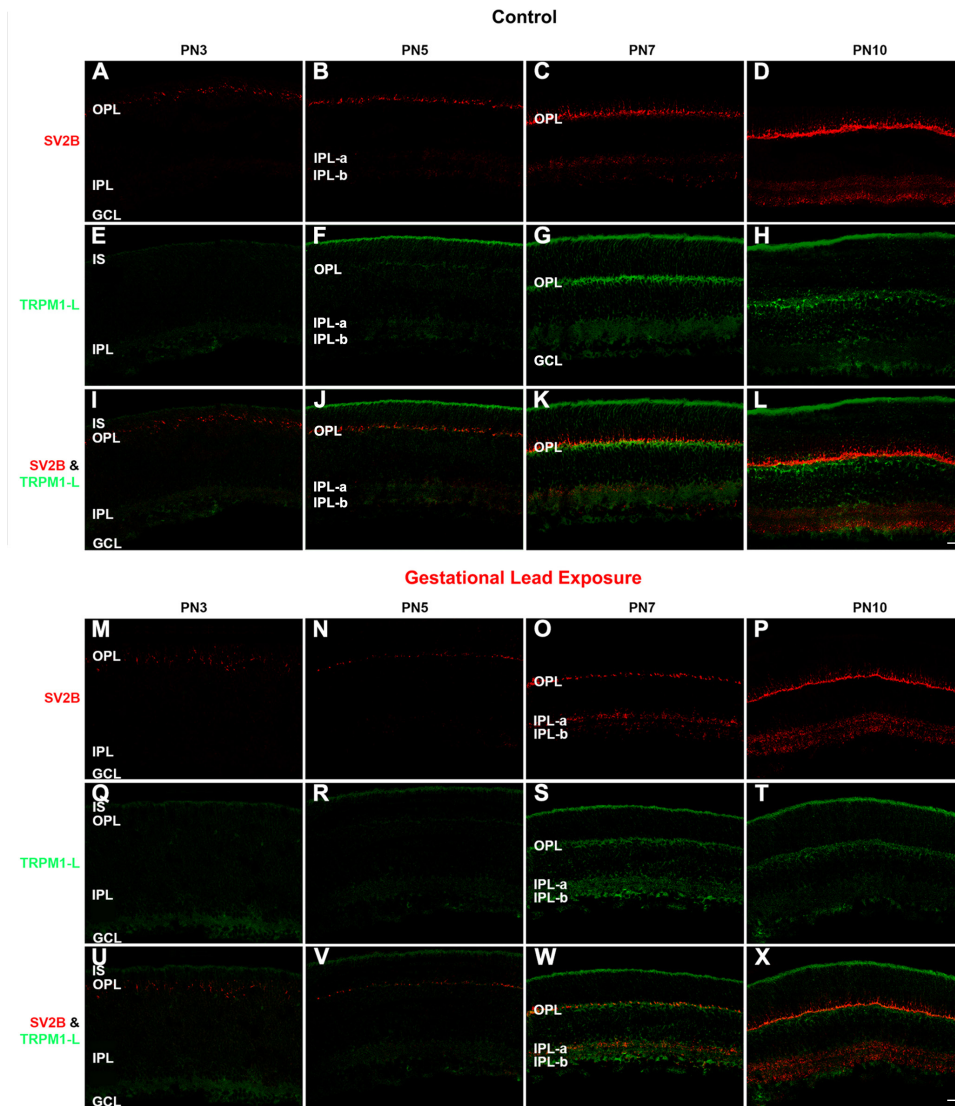 Control
PN3 PN5 PN7 PN10
A B C D
OPL OPL
SV2B
IPL-a
IPL IPL-b
GCL
E F G H
IS OPL OPL
TRPM1-L
IPL-a
IPL IPL-b GCL
I J K L
IS OPL OPL
OPL
SV2B &
TRPM1-L
IPL-a
IPL IPL-b
GCL
Gestational Lead Exposure
PN3 PN5 PN7 PN10
M N O P
OPL OPL
SV2B
IPL-a
IPL IPL-b
GCL
Q R S T
IS
OPL OPL
TRPM1-L
IPL-a
IPL IPL-b
GCL
U V W X
IS
OPL OPL
SV2B &
TRPM1-L
IPL-a
IPL IPL-b
GCL